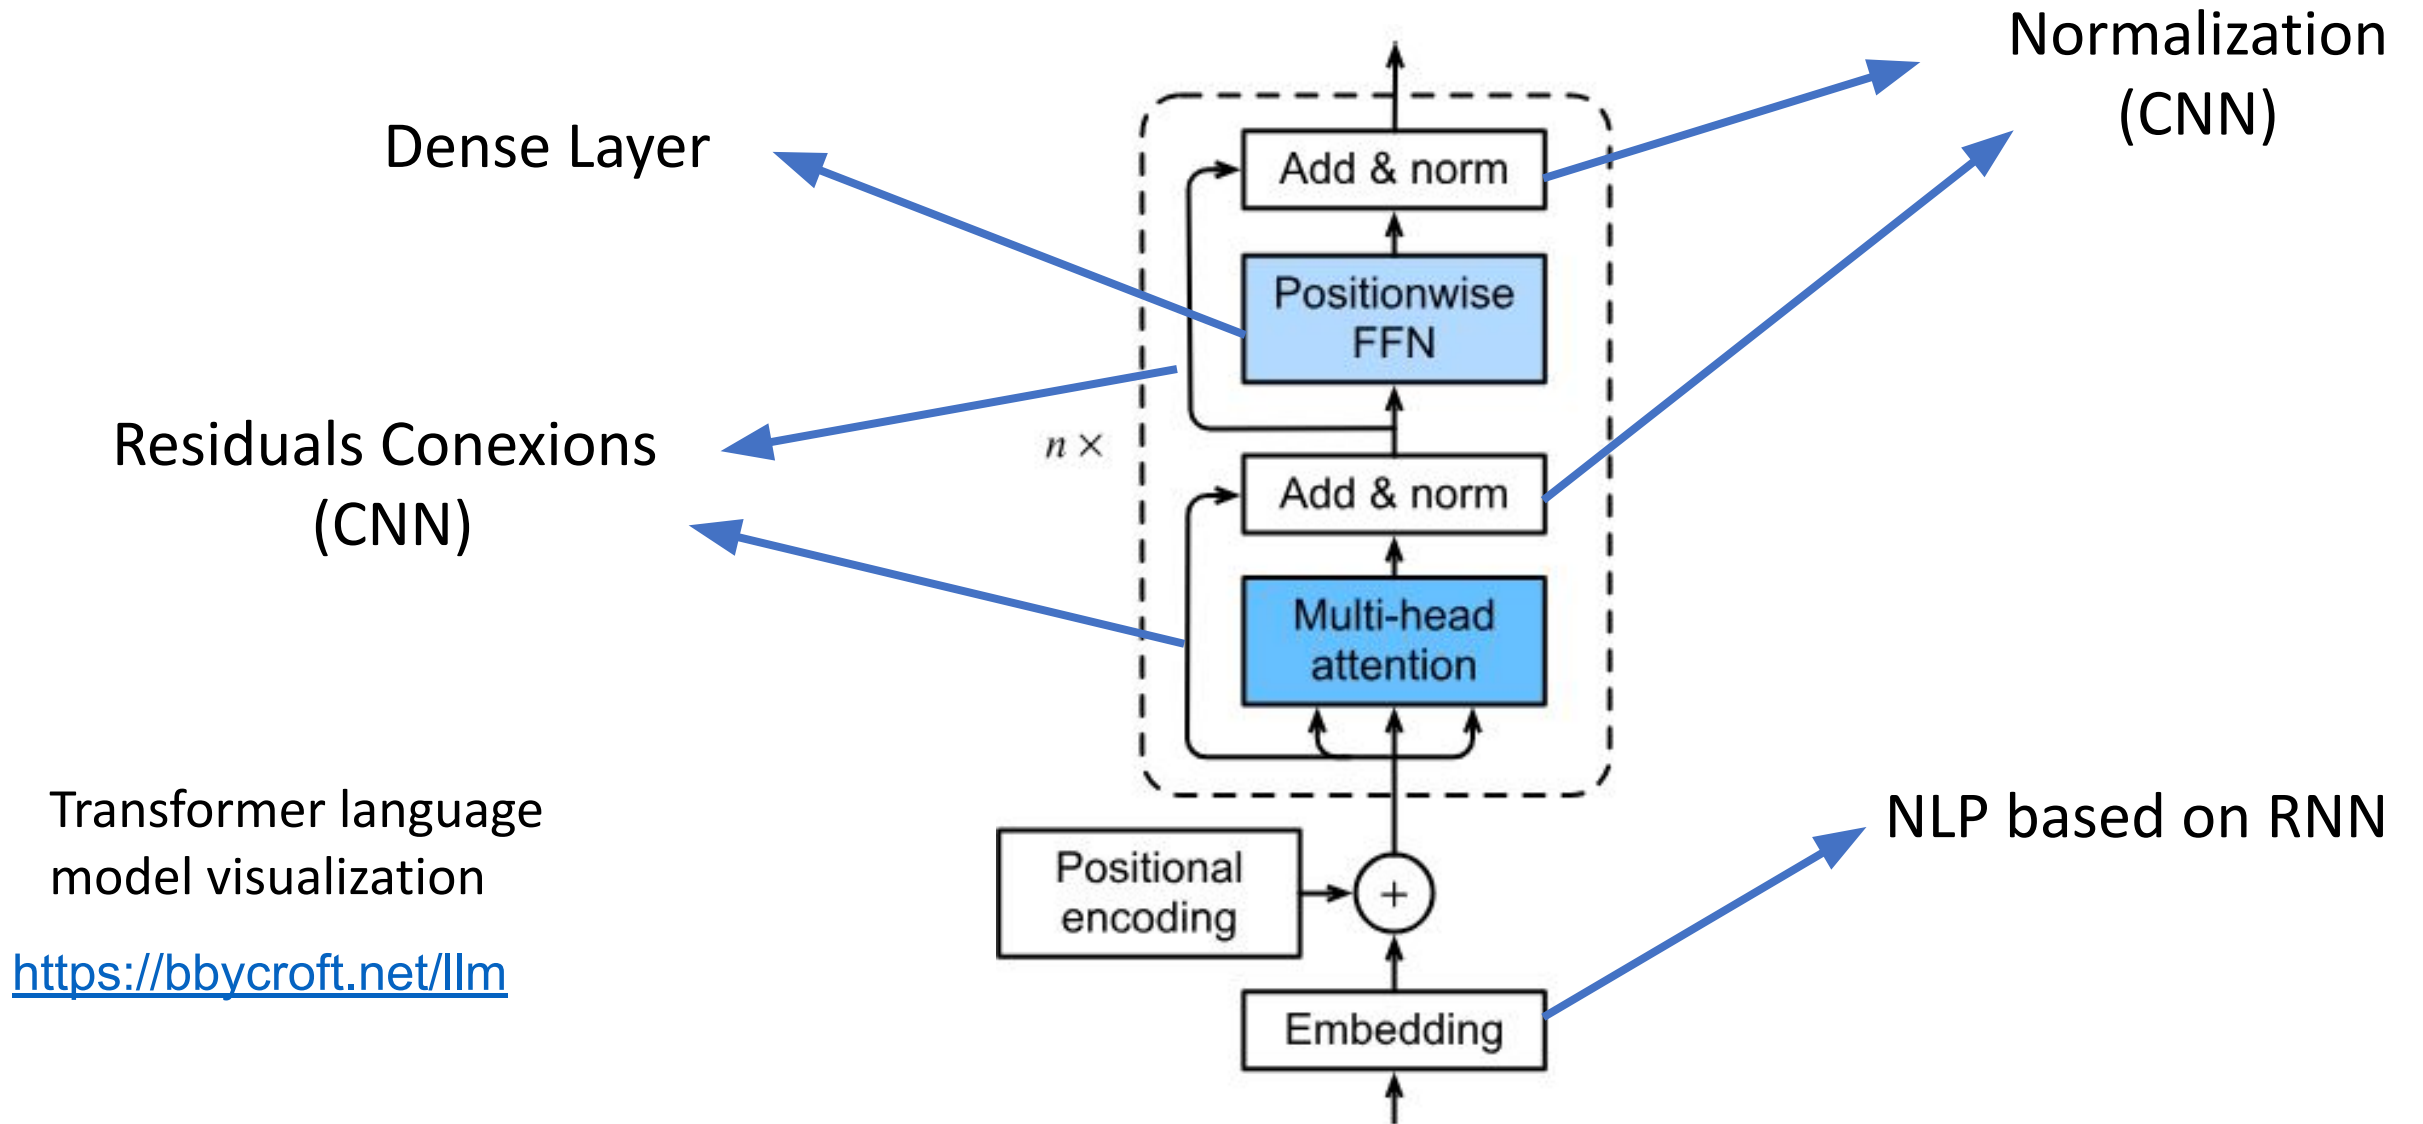 Normalization
(CNN)
Dense Layer
Add & norm
Positionwise
FFN
Residuals Conexions
(CNN)
n ×
Add & norm
Multi-head
attention
Transformer language
model visualization
https://bbycroft.net/llm
Positional
encoding
+
NLP based on RNN
Embedding